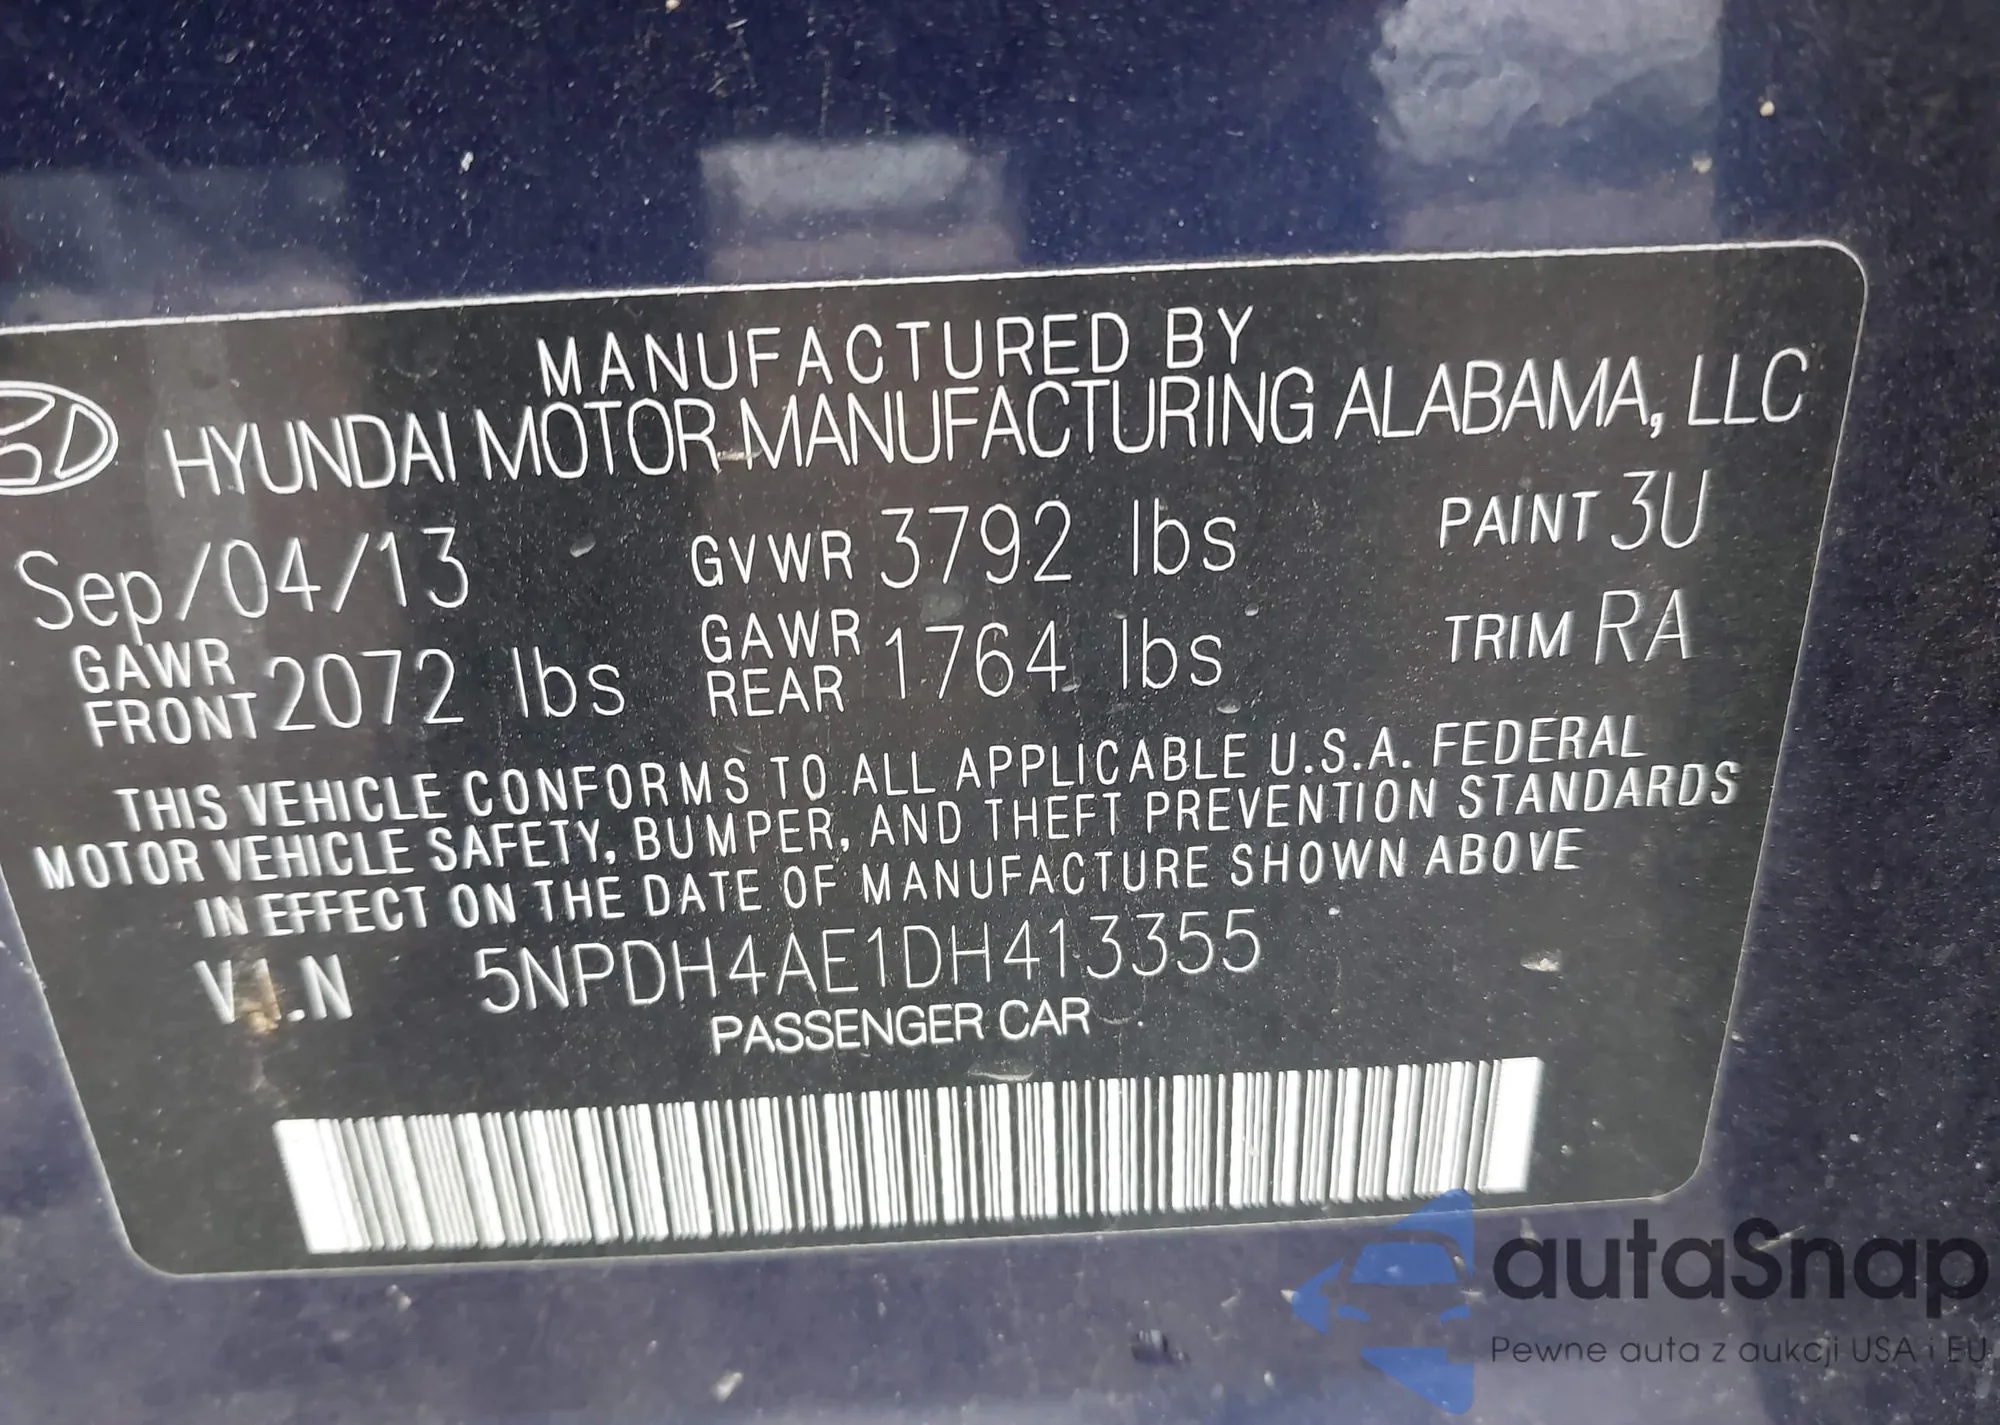 MANUFACTURED BY
HYUNDAI MOTOR MANUFACTURING ALABAMA, LLC
Sep/04/13 GVWR 3792 lbs PAINT 3U
GAWR FRONT 2072 lbs GAWR REAR 1764 lbs TRIM RA
THIS VEHICLE CONFORMS TO ALL APPLICABLE U.S.A. FEDERAL
MOTOR VEHICLE SAFETY, BUMPER, AND THEFT PREVENTION STANDARDS
IN EFFECT ON THE DATE OF MANUFACTURE SHOWN ABOVE
V.I.N 5NPDH4AE1DH413355
PASSENGER CAR
autaSnap
Pewne auta z aukcji USA i EU